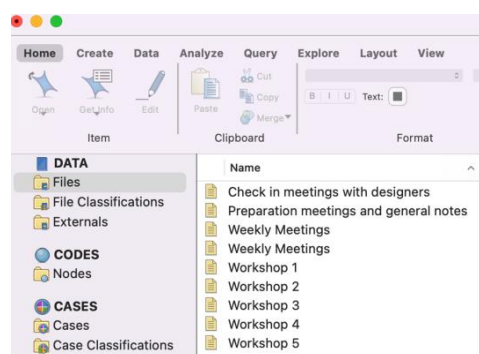 Home Create Data Analyze Query Explore Layout View
Open Get Info Edit Paste Cut
Copy
Merge
B I U Text:
Item Clipboard Format
DATA
Files
File Classifications
Externals
CODES
Nodes
CASES
Cases
Case Classifications
Name
Check in meetings with designers
Preparation meetings and general notes
Weekly Meetings
Weekly Meetings
Workshop 1
Workshop 2
Workshop 3
Workshop 4
Workshop 5